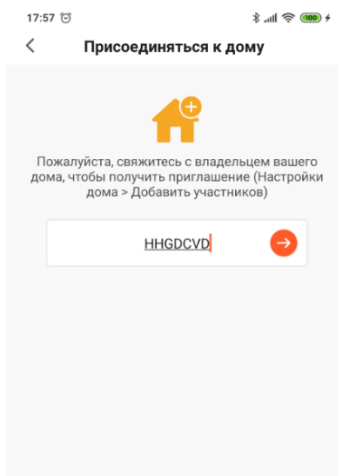 17:57
100
Присоединяться к дому
Пожалуйста, свяжитесь с владельцем вашего
дома, чтобы получить приглашение (Настройки
дома > Добавить участников)
HHGDCVD